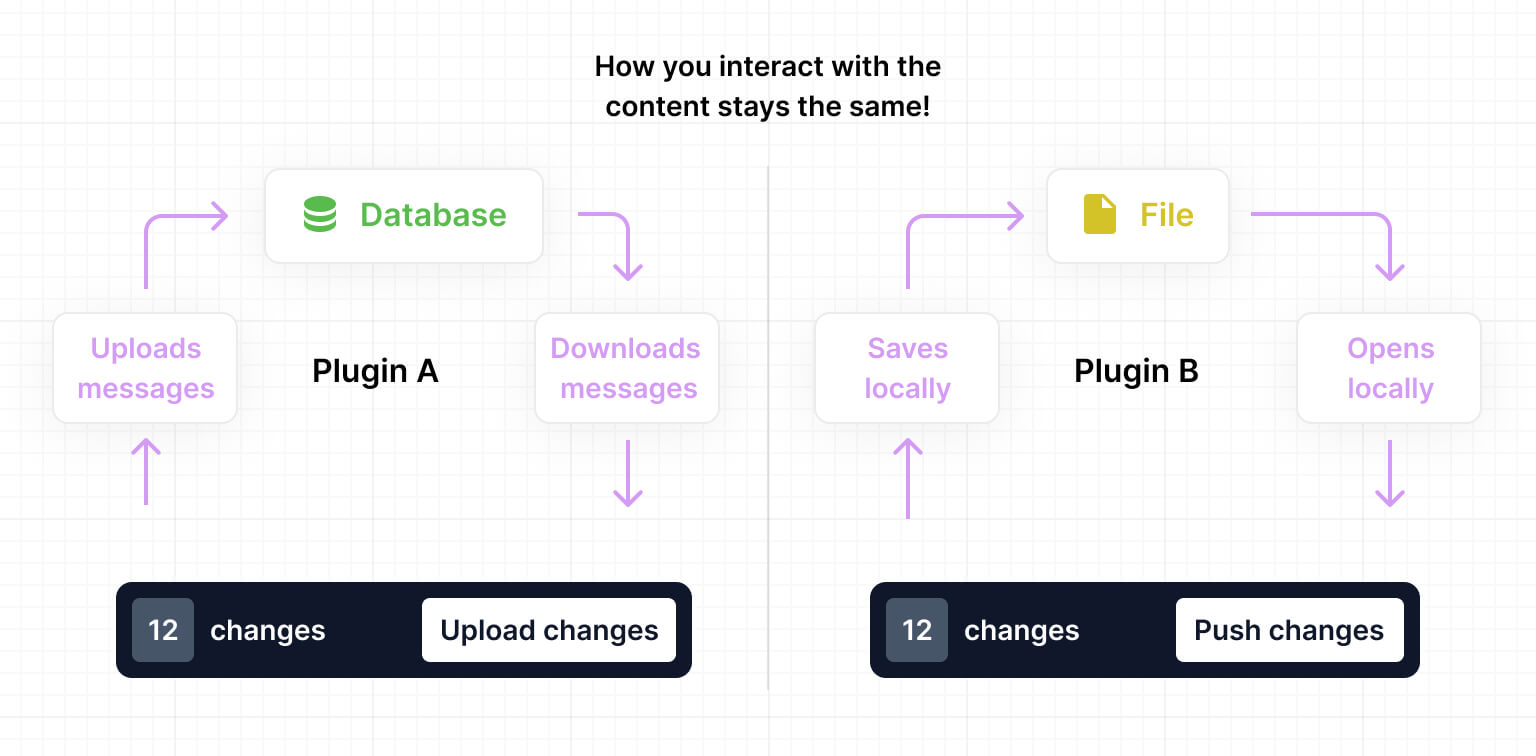 How you interact with the
content stays the same!
Database
Uploads
messages
Plugin A
Downloads
messages
12 changes Upload changes
File
Saves
locally
Plugin B
Opens
locally
12 changes Push changes